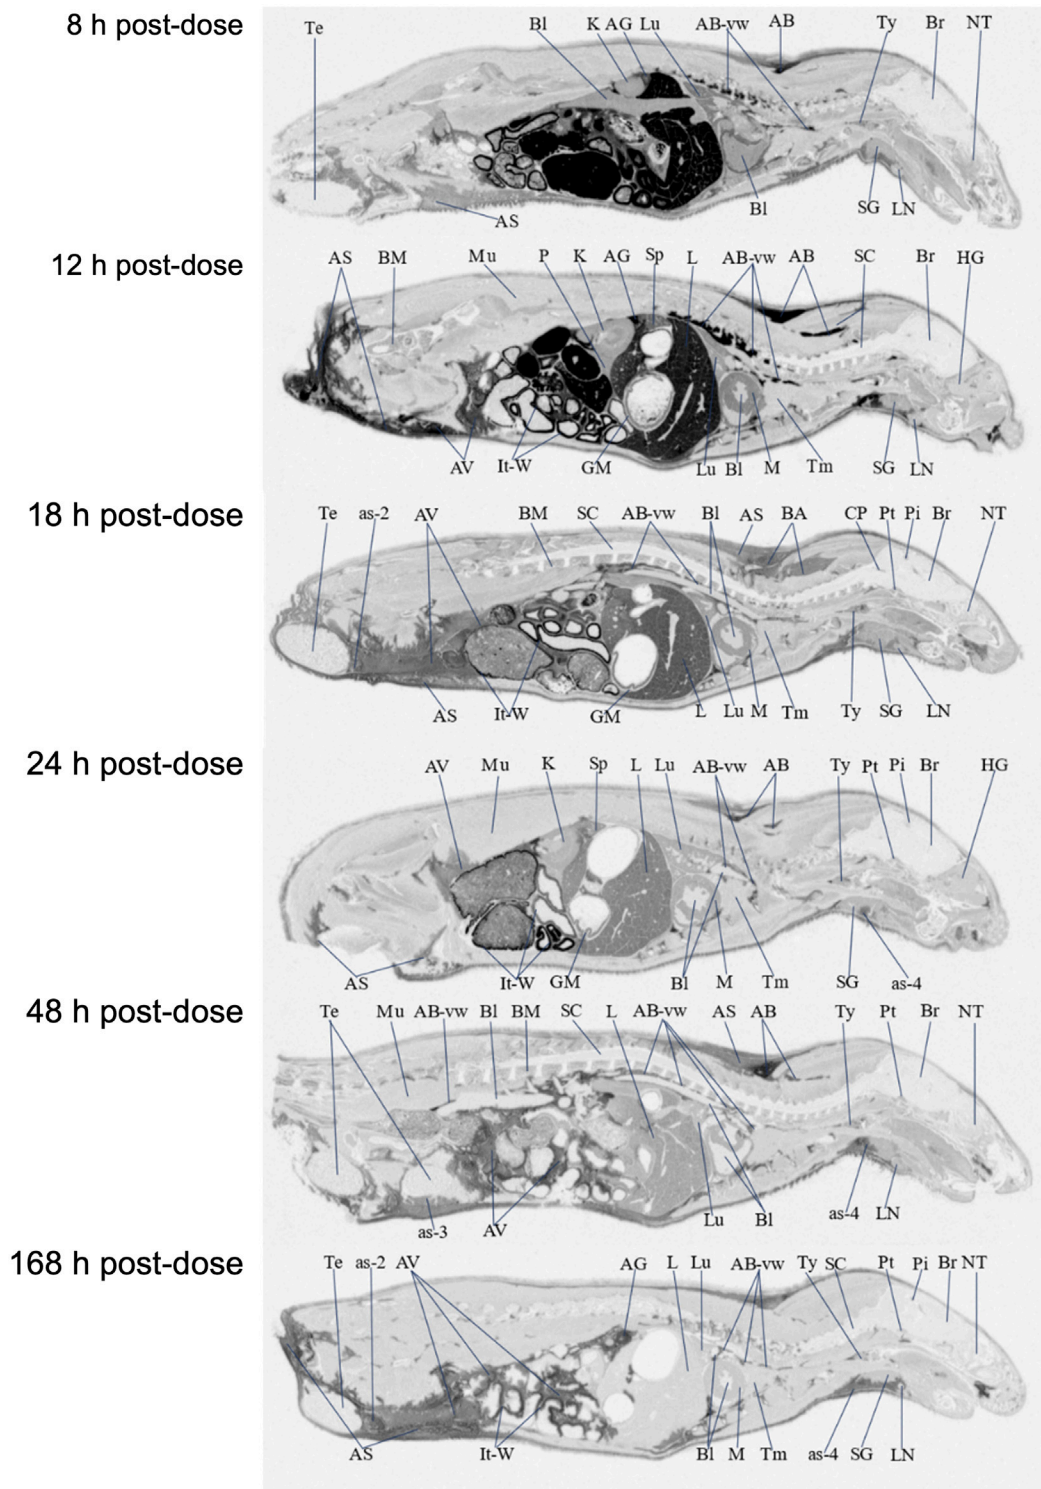 8 h post-dose
Te Bl K AG Lu AB-vw AB Ty Br NT
AS Bl SG LN
12 h post-dose
AS BM Mu P K AG Sp L AB-vw AB SC Br HG
AV It-W GM Lu Bl M Tm SG LN
18 h post-dose
Te as-2 AV BM SC AB-vw Bl AS BA CP Pt Pi Br NT
AS It-W GM L Lu M Tm Ty SG LN
24 h post-dose
AV Mu K Sp L Lu AB-vw AB Ty Pt Pi Br HG
AS It-W GM Bl M Tm SG as-4
48 h post-dose
Te Mu AB-vw Bl BM SC L AB-vw AS AB Ty Pt Br NT
as-3 AV Lu Bl as-4 LN
168 h post-dose
Te as-2 AV AG L Lu AB-vw Ty SC Pt Pi Br NT
AS It-W Bl M Tm as-4 SG LN